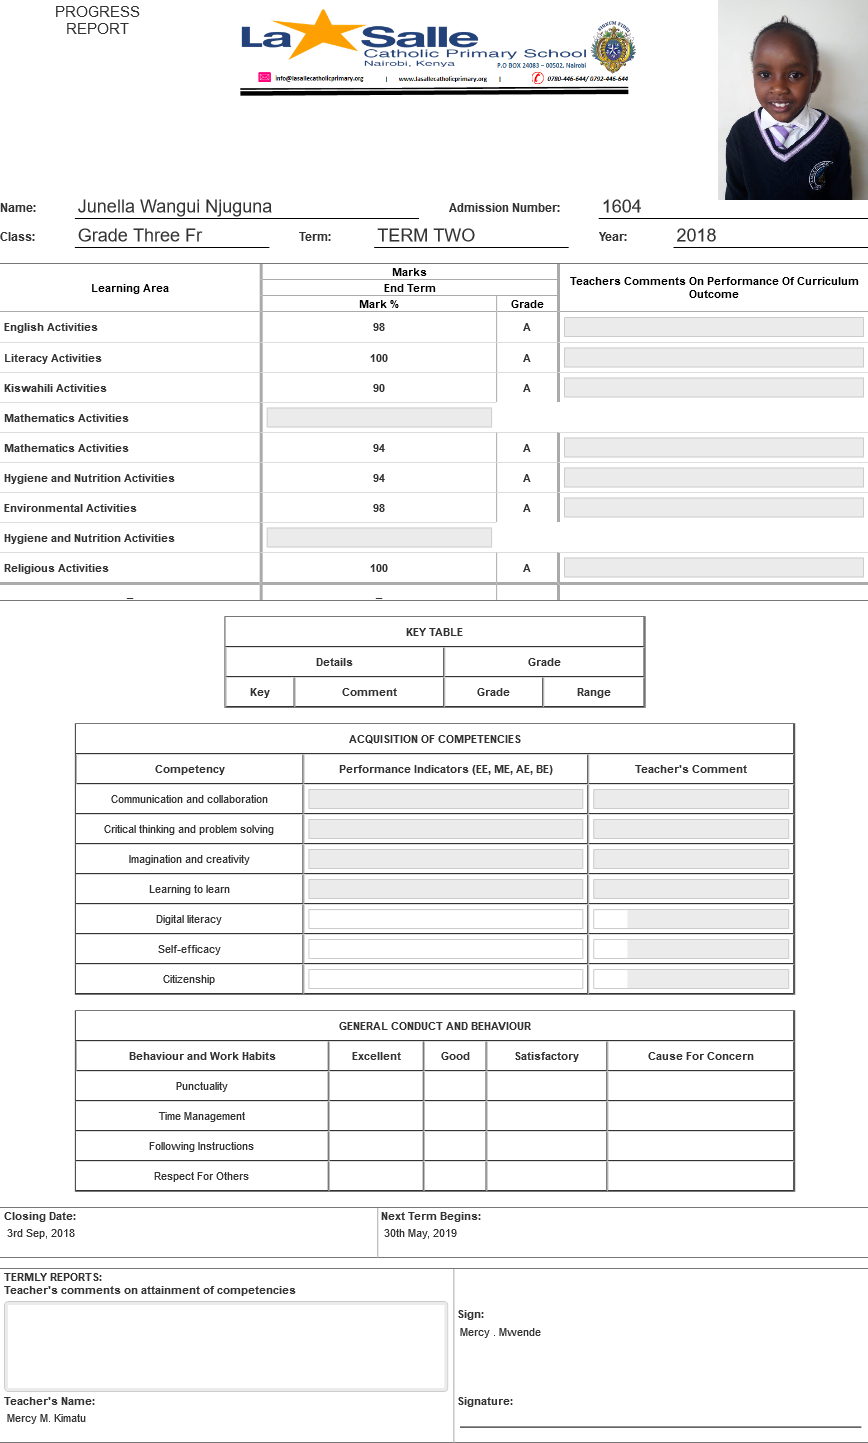 PROGRESS
REPORT
La Salle
Catholic Primary School
Nairobi, Kenya
P.O BOX 24083 – 00502, Nairobi
info@lasallecatholicprimary.org | www.lasallecatholicprimary.org | 0780-446-644/ 0792-446-644
Name: Junella Wangui Njuguna Admission Number: 1604
Class: Grade Three Fr Term: TERM TWO Year: 2018
Learning Area Marks Teachers Comments On Performance Of Curriculum Outcome
End Term
Mark % Grade
English Activities 98 A
Literacy Activities 100 A
Kiswahili Activities 90 A
Mathematics Activities
Mathematics Activities 94 A
Hygiene and Nutrition Activities 94 A
Environmental Activities 98 A
Hygiene and Nutrition Activities
Religious Activities 100 A
_ _
KEY TABLE
Details Grade
Key Comment Grade Range
ACQUISITION OF COMPETENCIES
Competency Performance Indicators (EE, ME, AE, BE) Teacher's Comment
Communication and collaboration
Critical thinking and problem solving
Imagination and creativity
Learning to learn
Digital literacy
Self-efficacy
Citizenship
GENERAL CONDUCT AND BEHAVIOUR
Behaviour and Work Habits Excellent Good Satisfactory Cause For Concern
Punctuality
Time Management
Following Instructions
Respect For Others
Closing Date: Next Term Begins:
3rd Sep, 2018 30th May, 2019
TERMLY REPORTS:
Teacher's comments on attainment of competencies
Sign:
Mercy . Mwende
Teacher's Name: Signature:
Mercy M. Kimatu